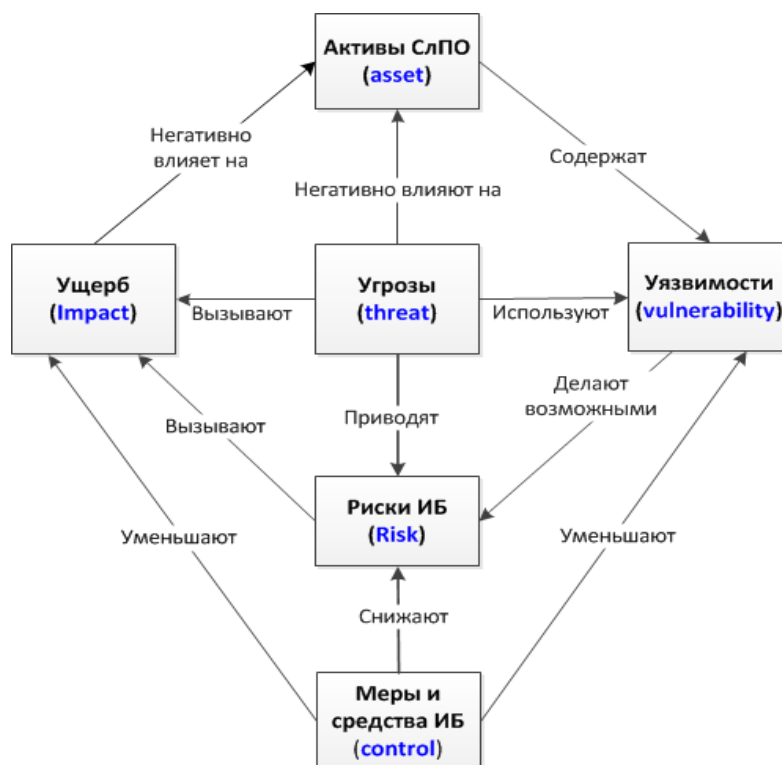 Активы СлПО
(asset)
Негативно
влияет на
Содержат
Негативно влияют на
Ущерб
(Impact)
Вызывают
Угрозы
(threat)
Используют
Уязвимости
(vulnerability)
Делают
возможными
Вызывают
Приводят
Риски ИБ
(Risk)
Уменьшают
Уменьшают
Снижают
Меры и
средства ИБ
(control)